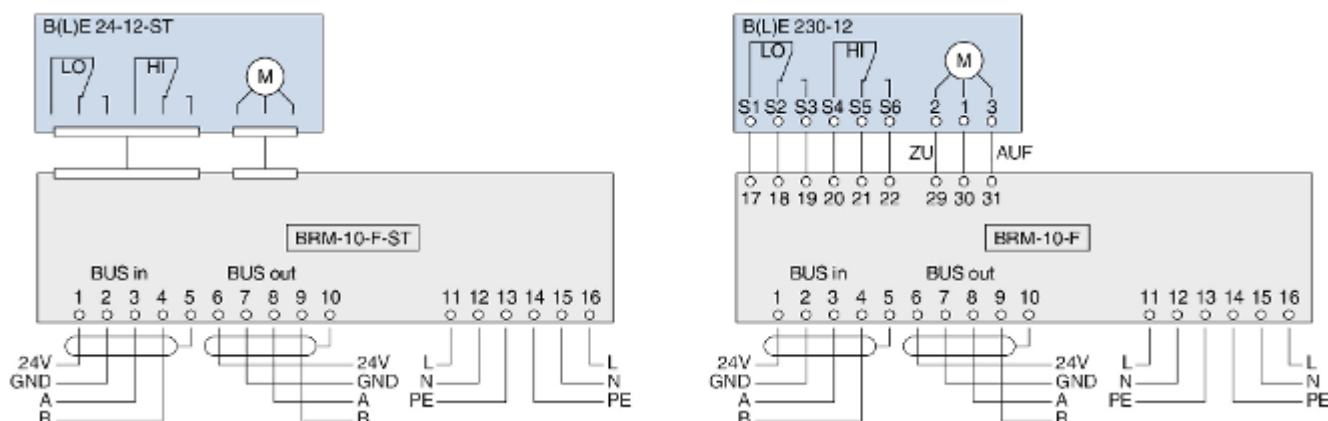 B(L)E 24-12-ST
LO HI M
BRM-10-F-ST
BUS in BUS out
1 2 3 4 5 6 7 8 9 10 11 12 13 14 15 16
24V 24V L L
GND GND N N
A A PE PE
B B
B(L)E 230-12
LO HI M
S1 S2 S3 S4 S5 S6 2 1 3
ZU AUF
17 18 19 20 21 22 29 30 31
BRM-10-F
BUS in BUS out
1 2 3 4 5 6 7 8 9 10 11 12 13 14 15 16
24V 24V L L
GND GND N N
A A PE PE
B B